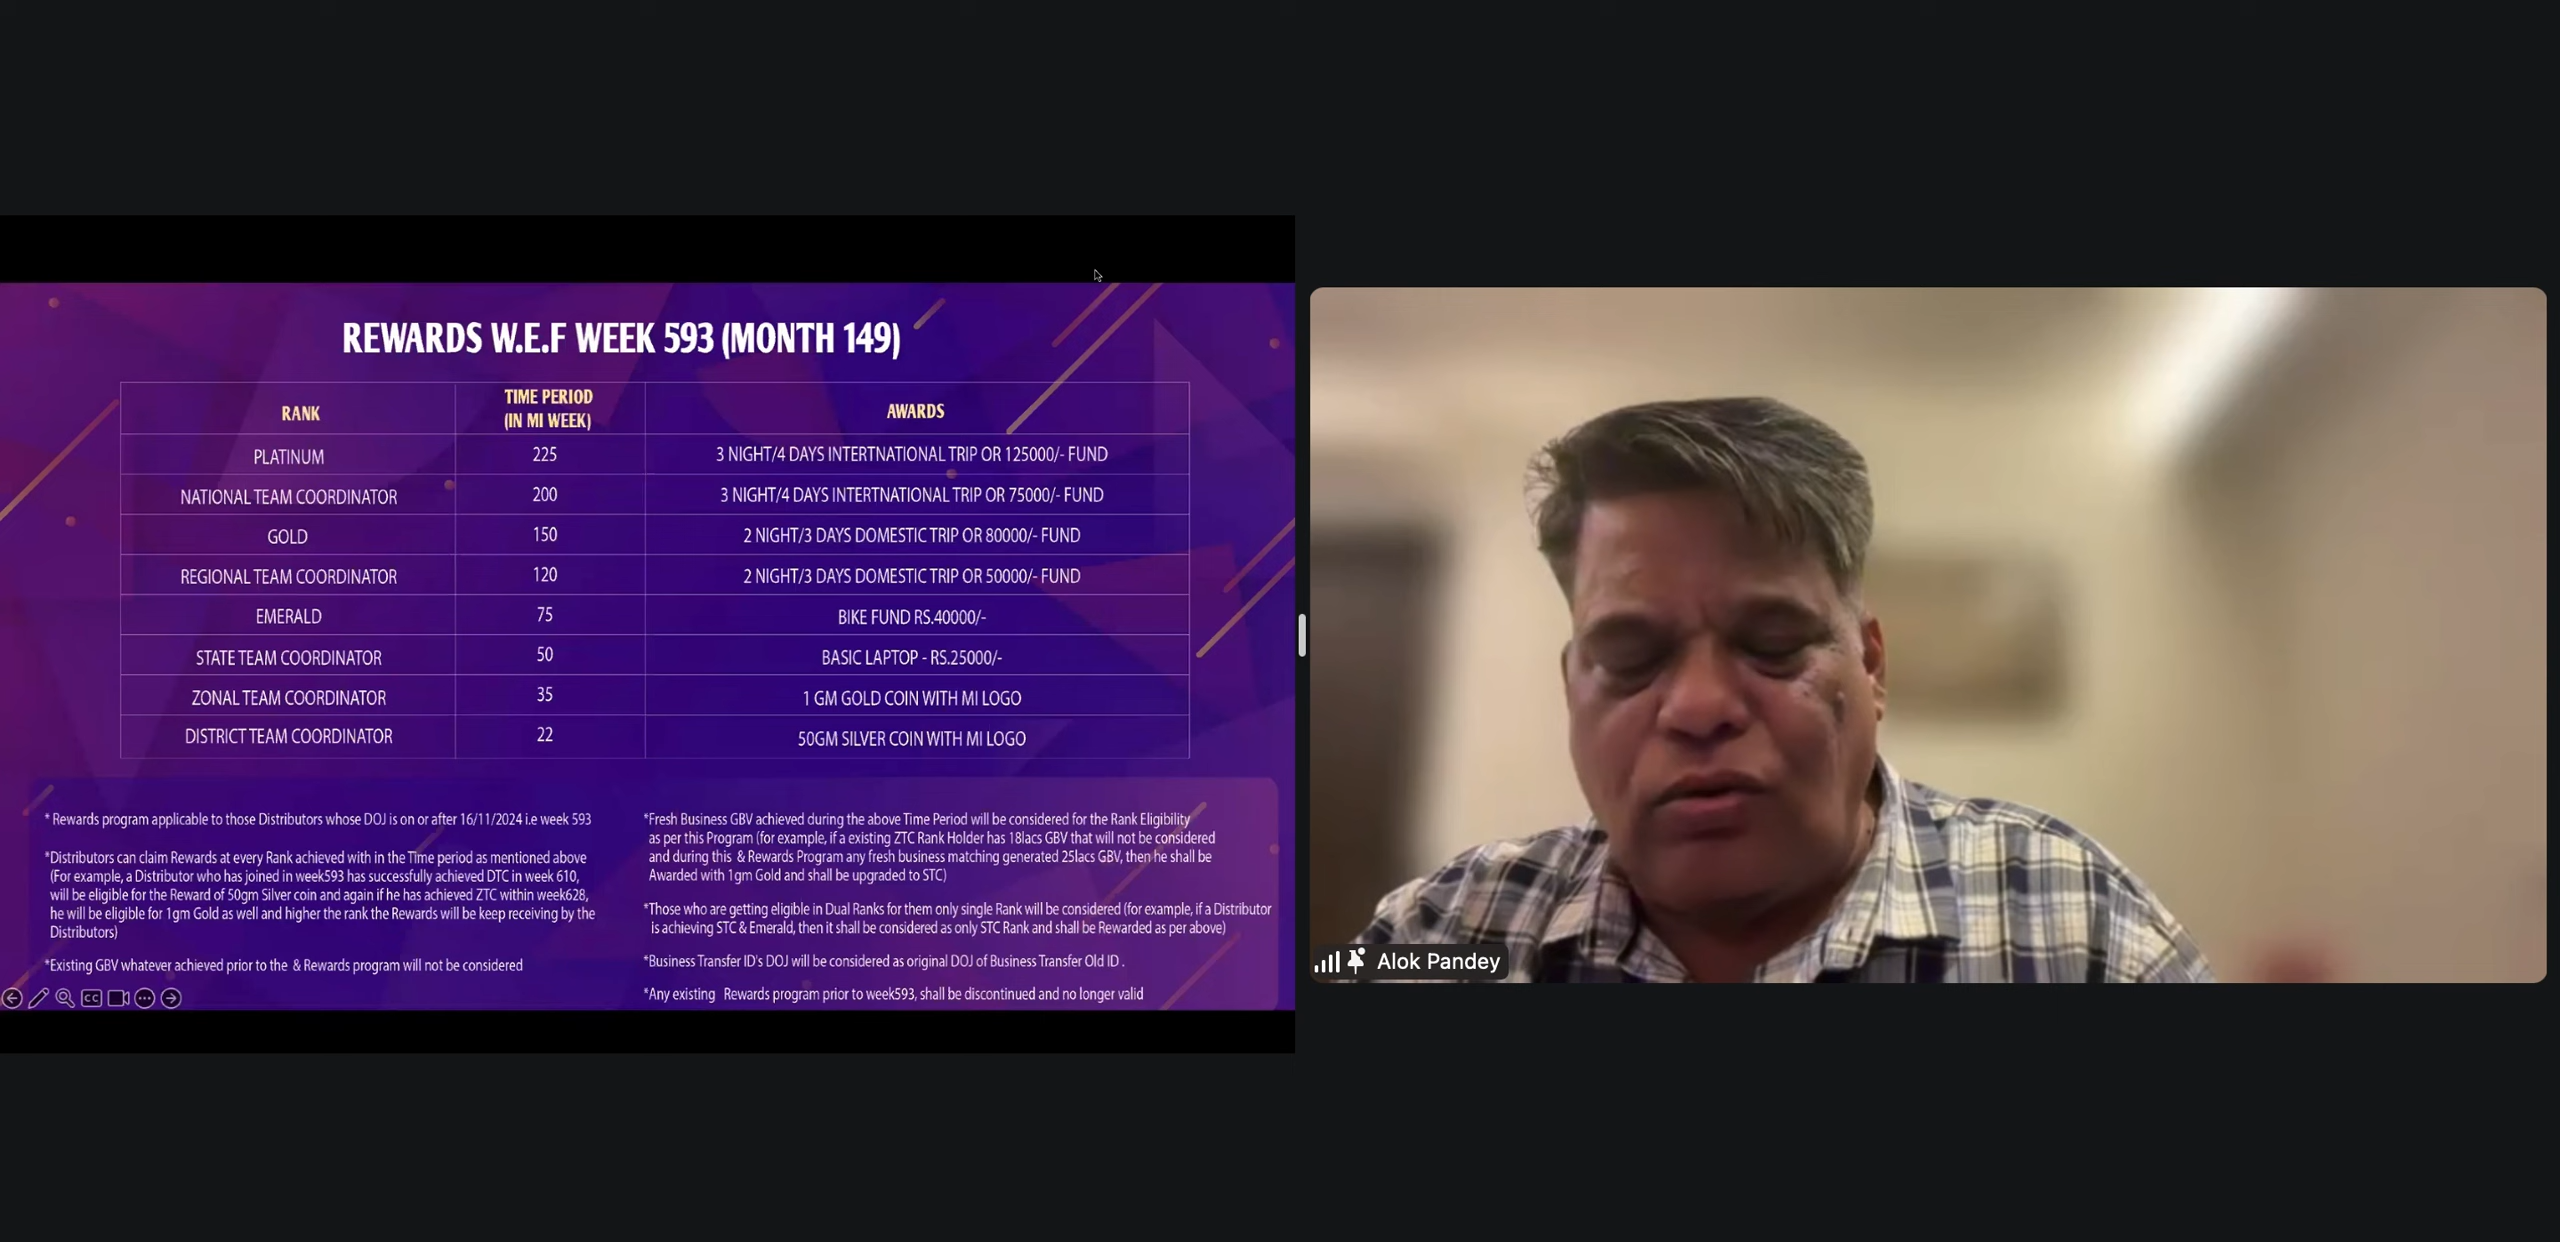 REWARDS W.E.F WEEK 593 (MONTH 149)
RANK TIME PERIOD (IN MI WEEK) AWARDS
PLATINUM 225 3 NIGHT/4 DAYS INTERTNATIONAL TRIP OR 125000/- FUND
NATIONAL TEAM COORDINATOR 200 3 NIGHT/4 DAYS INTERTNATIONAL TRIP OR 75000/- FUND
GOLD 150 2 NIGHT/3 DAYS DOMESTIC TRIP OR 80000/- FUND
REGIONAL TEAM COORDINATOR 120 2 NIGHT/3 DAYS DOMESTIC TRIP OR 50000/- FUND
EMERALD 75 BIKE FUND RS.40000/-
STATE TEAM COORDINATOR 50 BASIC LAPTOP - RS.25000/-
ZONAL TEAM COORDINATOR 35 1 GM GOLD COIN WITH MI LOGO
DISTRICT TEAM COORDINATOR 22 50GM SILVER COIN WITH MI LOGO
* Rewards program applicable to those Distributors whose DOJ is on or after 16/11/2024 i.e week 593
*Distributors can claim Rewards at every Rank achieved with in the Time period as mentioned above
(For example, a Distributor who has joined in week593 has successfully achieved DTC in week 610,
will be eligible for the Reward of 50gm Silver coin and again if he has achieved ZTC within week628,
he will be eligible for 1gm Gold as well and higher the rank the Rewards will be keep receiving by the
Distributors)
*Existing GBV whatever achieved prior to the & Rewards program will not be considered
*Fresh Business GBV achieved during the above Time Period will be considered for the Rank Eligibility
as per this Program (for example, if a existing ZTC Rank Holder has 18lacs GBV that will not be considered
and during this & Rewards Program any fresh business matching generated 25lacs GBV, then he shall be
Awarded with 1gm Gold and shall be upgraded to STC)
*Those who are getting eligible in Dual Ranks for them only single Rank will be considered (for example, if a Distributor
is achieving STC & Emerald, then it shall be considered as only STC Rank and shall be Rewarded as per above)
*Business Transfer ID's DOJ will be considered as original DOJ of Business Transfer Old ID .
*Any existing Rewards program prior to week593, shall be discontinued and no longer valid
CC
Alok Pandey